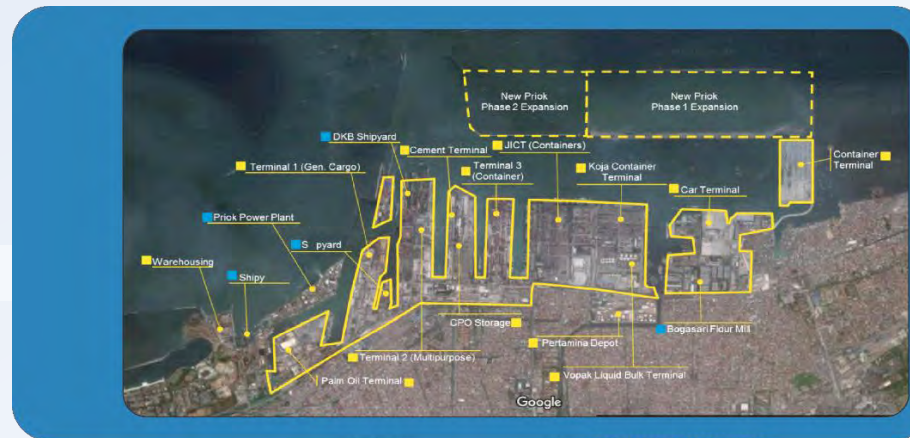 New Priok
Phase 2 Expansion
New Priok
Phase 1 Expansion
DKB Shipyard
Cement Terminal
JICT (Containers)
Terminal 1 (Gen. Cargo)
Terminal 3
(Container)
Koja Container
Terminal
Container
Terminal
Car Terminal
Priok Power Plant
S pyard
Warehousing
Shipy
CPO Storage
Bogasari Flour Mill
Pertamina Depot
Terminal 2 (Multipurpose)
Vopak Liquid Bulk Terminal
Palm Oil Terminal
Google